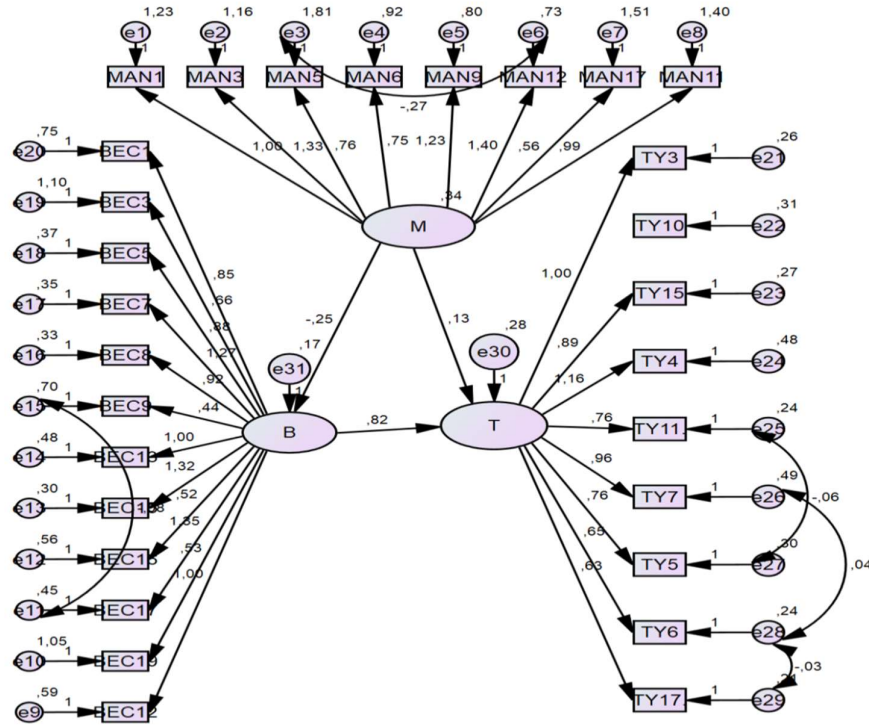 1,23 1,16 1,81 ,92 ,80 ,73 1,51 1,40
e1 e2 e3 e4 e5 e6 e7 e8
1 1 1 1 1 1 1 1
MAN1 MAN3 MAN5 MAN6 MAN9 MAN12 MAN17 MAN11
-,27
1,00 1,33 ,76 ,75 1,23 1,40 ,56 ,99
,34
M
,75
e20 1 BEC1
1,10
e19 1 BEC3
,37
e18 1 BEC5
,35
e17 1 BEC7
,33
e16 1 BEC8
,70
e15 1 BEC9
,48
e14 1
,30
e13 1
,56
e12 1
,45
e11 1
1,05
e10 1 BEC19
,59
e9 1 BEC12
,85
,66
,88
1,27
,92
,44
1,00
1,32
,52
1,35
,53
1,00
-,25
,13
,17
e31
1
,28
e30
1
B
,82
T
1,00
,89
1,16
,76
,96
,76
,65
,63
,26
TY3 1 e21
,31
TY10 1 e22
,27
TY15 1 e23
,48
TY4 1 e24
,24
TY11 1 e25
,49
TY7 1 e26
-,06
,30
TY5 1 e27
,04
,24
TY6 1 e28
-,03
TY17 1 e29